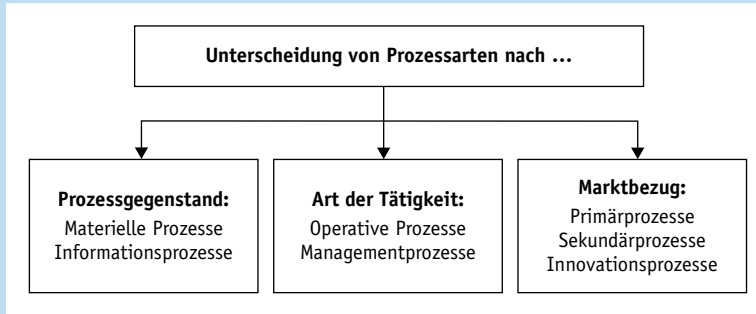 Unterscheidung von Prozessarten nach ...
Prozessgegenstand:
Materielle Prozesse
Informationsprozesse
Art der Tätigkeit:
Operative Prozesse
Managementprozesse
Marktbezug:
Primärprozesse
Sekundärprozesse
Innovationsprozesse